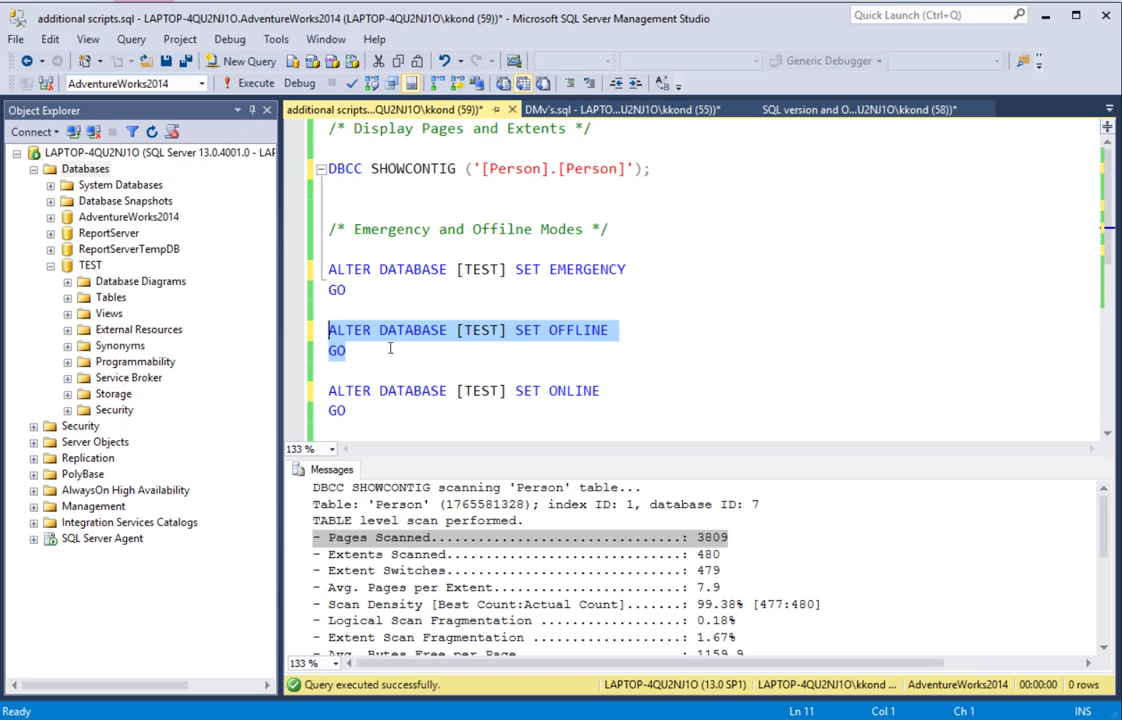 additional scripts.sql - LAPTOP-4QU2NJ1O.AdventureWorks2014 (LAPTOP-4QU2NJ1O\kkond (59))* - Microsoft SQL Server Management Studio
Quick Launch (Ctrl+Q)
File Edit View Query Project Debug Tools Window Help
New Query
Generic Debugger
AdventureWorks2014
Execute Debug
Object Explorer
additional scripts...QU2NJ1O\kkond (59))*
DMv's.sql - LAPTO...U2NJ1O\kkond (55))*
SQL version and O...U2NJ1O\kkond (58))*
Connect
LAPTOP-4QU2NJ1O (SQL Server 13.0.4001.0 - LAP
Databases
System Databases
Database Snapshots
AdventureWorks2014
ReportServer
ReportServerTempDB
TEST
Database Diagrams
Tables
Views
External Resources
Synonyms
Programmability
Service Broker
Storage
Security
Security
Server Objects
Replication
PolyBase
AlwaysOn High Availability
Management
Integration Services Catalogs
SQL Server Agent
/* Display Pages and Extents */
DBCC SHOWCONTIG ('[Person].[Person]');
/* Emergency and Offilne Modes */
ALTER DATABASE [TEST] SET EMERGENCY
GO
ALTER DATABASE [TEST] SET OFFLINE
GO
ALTER DATABASE [TEST] SET ONLINE
GO
133 %
Messages
DBCC SHOWCONTIG scanning 'Person' table...
Table: 'Person' (1765581328); index ID: 1, database ID: 7
TABLE level scan performed.
- Pages Scanned................................: 3809
- Extents Scanned..............................: 480
- Extent Switches..............................: 479
- Avg. Pages per Extent........................: 7.9
- Scan Density [Best Count:Actual Count].......: 99.38% [477:480]
- Logical Scan Fragmentation ..................: 0.18%
- Extent Scan Fragmentation ...................: 1.67%
- Avg. Bytes Free per Page.....................: 1159.9
133 %
Query executed successfully.
LAPTOP-4QU2NJ1O (13.0 SP1)
LAPTOP-4QU2NJ1O\kkond ...
AdventureWorks2014
00:00:00
0 rows
Ready
Ln 11
Col 1
Ch 1
INS